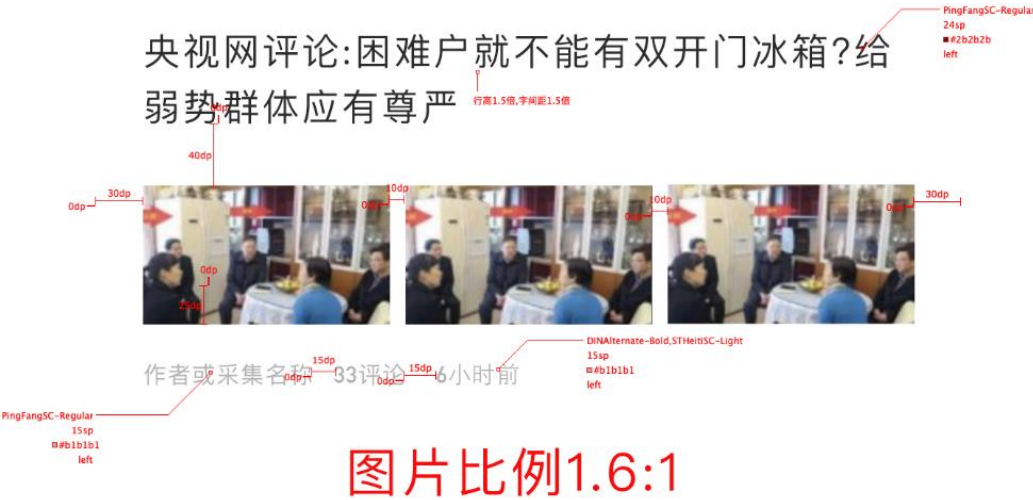 PingFangSC-Regular
24sp
#2b2b2b
left
央视网评论:困难户就不能有双开门冰箱?给
弱势群体应有尊严
行高1.5倍,字间距1.5倍
0dp
40dp
30dp
0dp
10dp
0dp
10dp
0dp
30dp
0dp
0dp
25dp
DINAlternate-Bold,STHeitiSC-Light
15sp
#b1b1b1
left
作者或采集名称 33评论 6小时前
15dp
0dp
15dp
0dp
PingFangSC-Regular
15sp
#b1b1b1
left
图片比例1.6:1